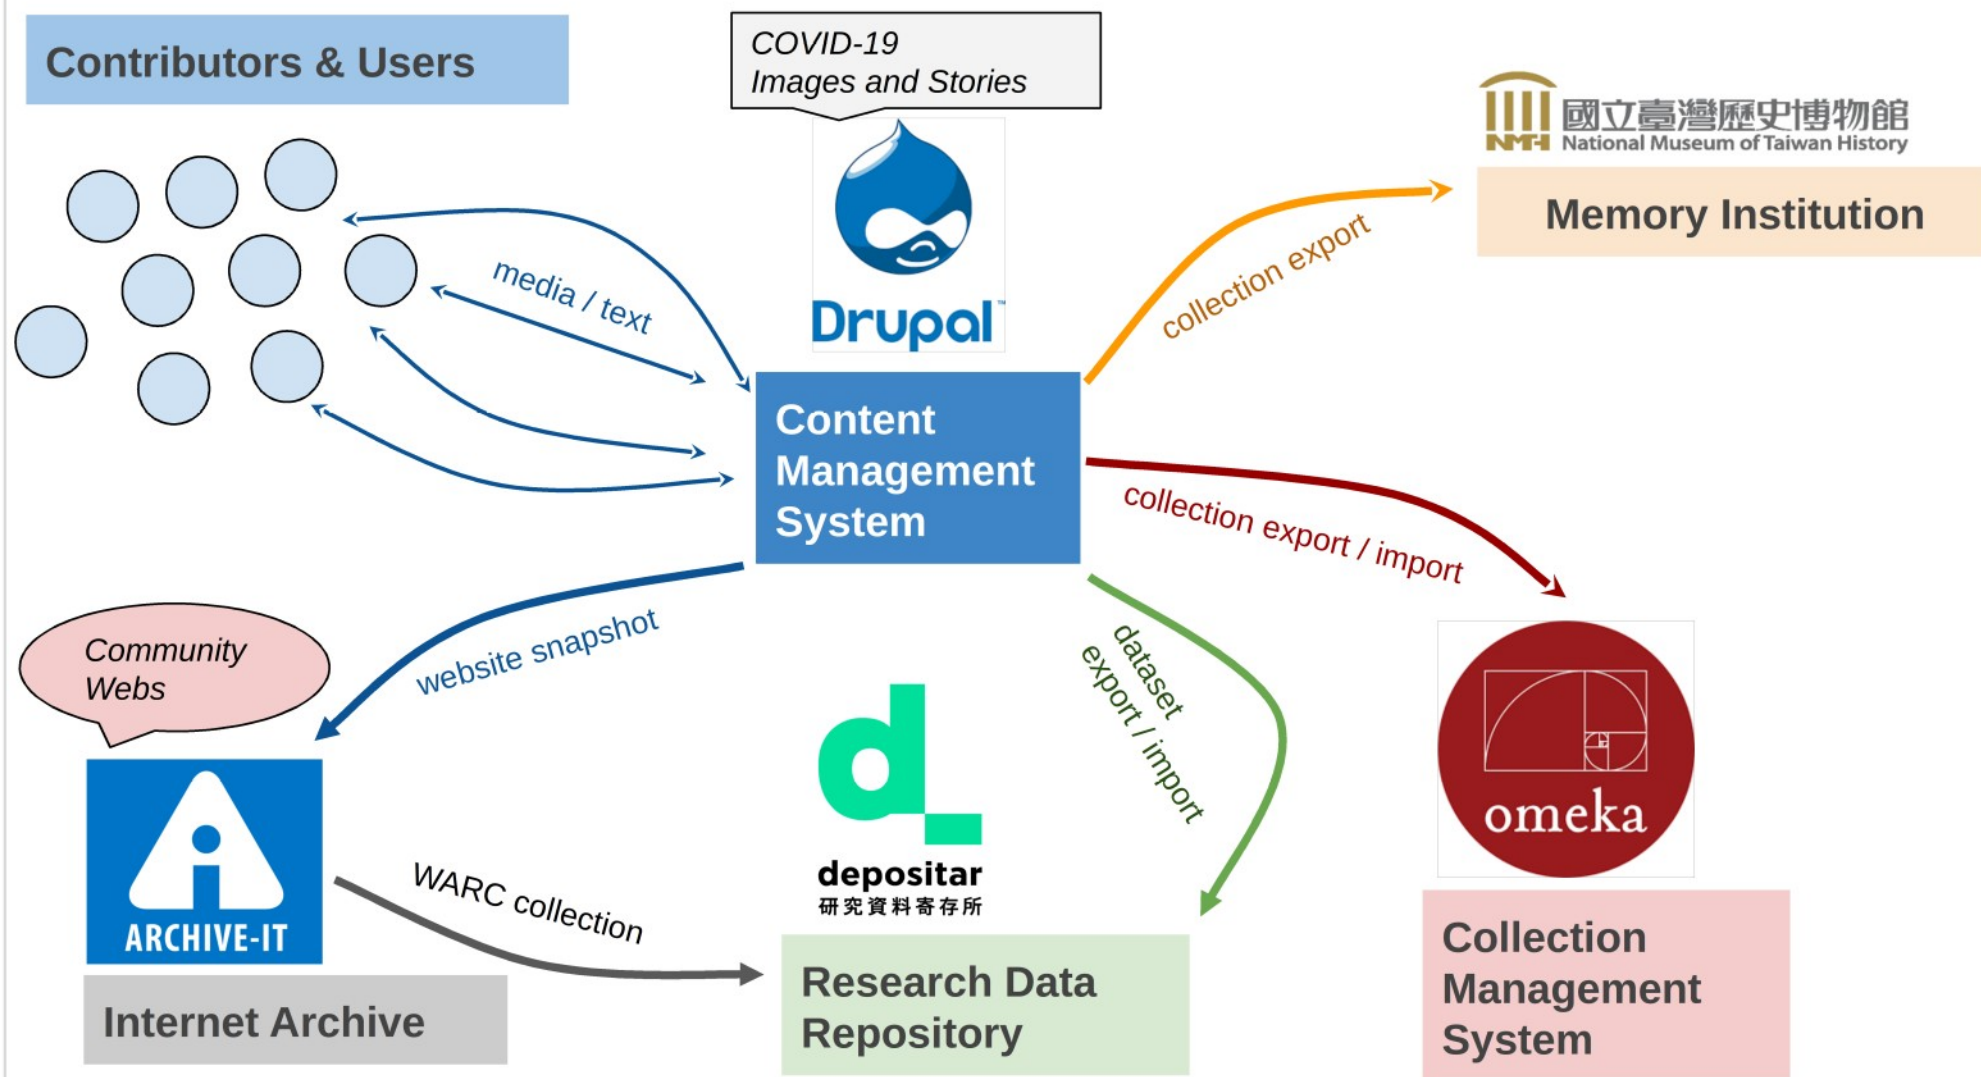 Contributors & Users
COVID-19
Images and Stories
國立臺灣歷史博物館
NMTH
National Museum of Taiwan History
Memory Institution
media / text
Drupal™
collection export
Content
Management
System
collection export / import
website snapshot
dataset
export / import
Community
Webs
ARCHIVE-IT
Internet Archive
WARC collection
d_
depositar
研究資料寄存所
Research Data
Repository
omeka
Collection
Management
System